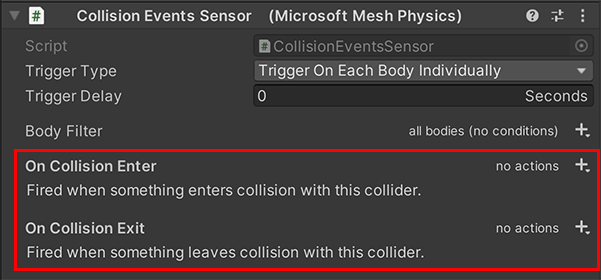 # Collision Events Sensor (Microsoft Mesh Physics)
Script # CollisionEventsSensor
Trigger Type Trigger On Each Body Individually
Trigger Delay 0 Seconds
Body Filter all bodies (no conditions) +
On Collision Enter no actions +
Fired when something enters collision with this collider.
On Collision Exit no actions +
Fired when something leaves collision with this collider.